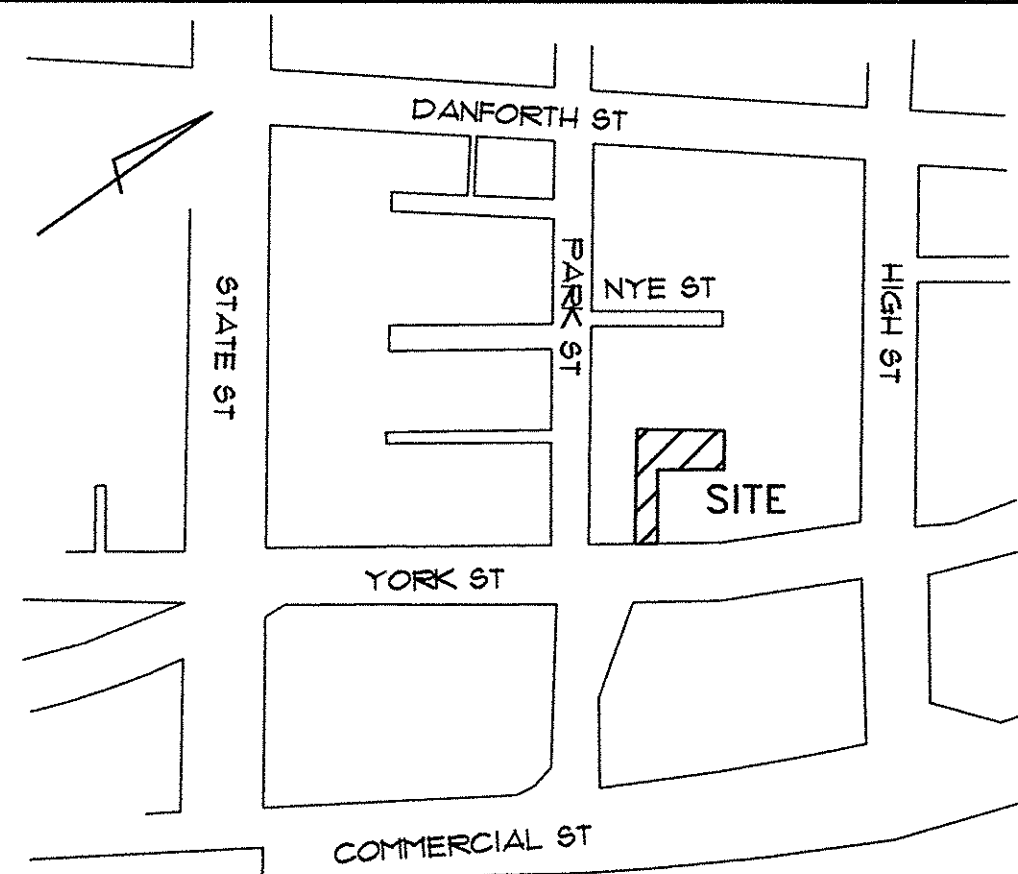 DANFORTH ST
PARK ST
NYE ST
HIGH ST
STATE ST
SITE
YORK ST
COMMERCIAL ST